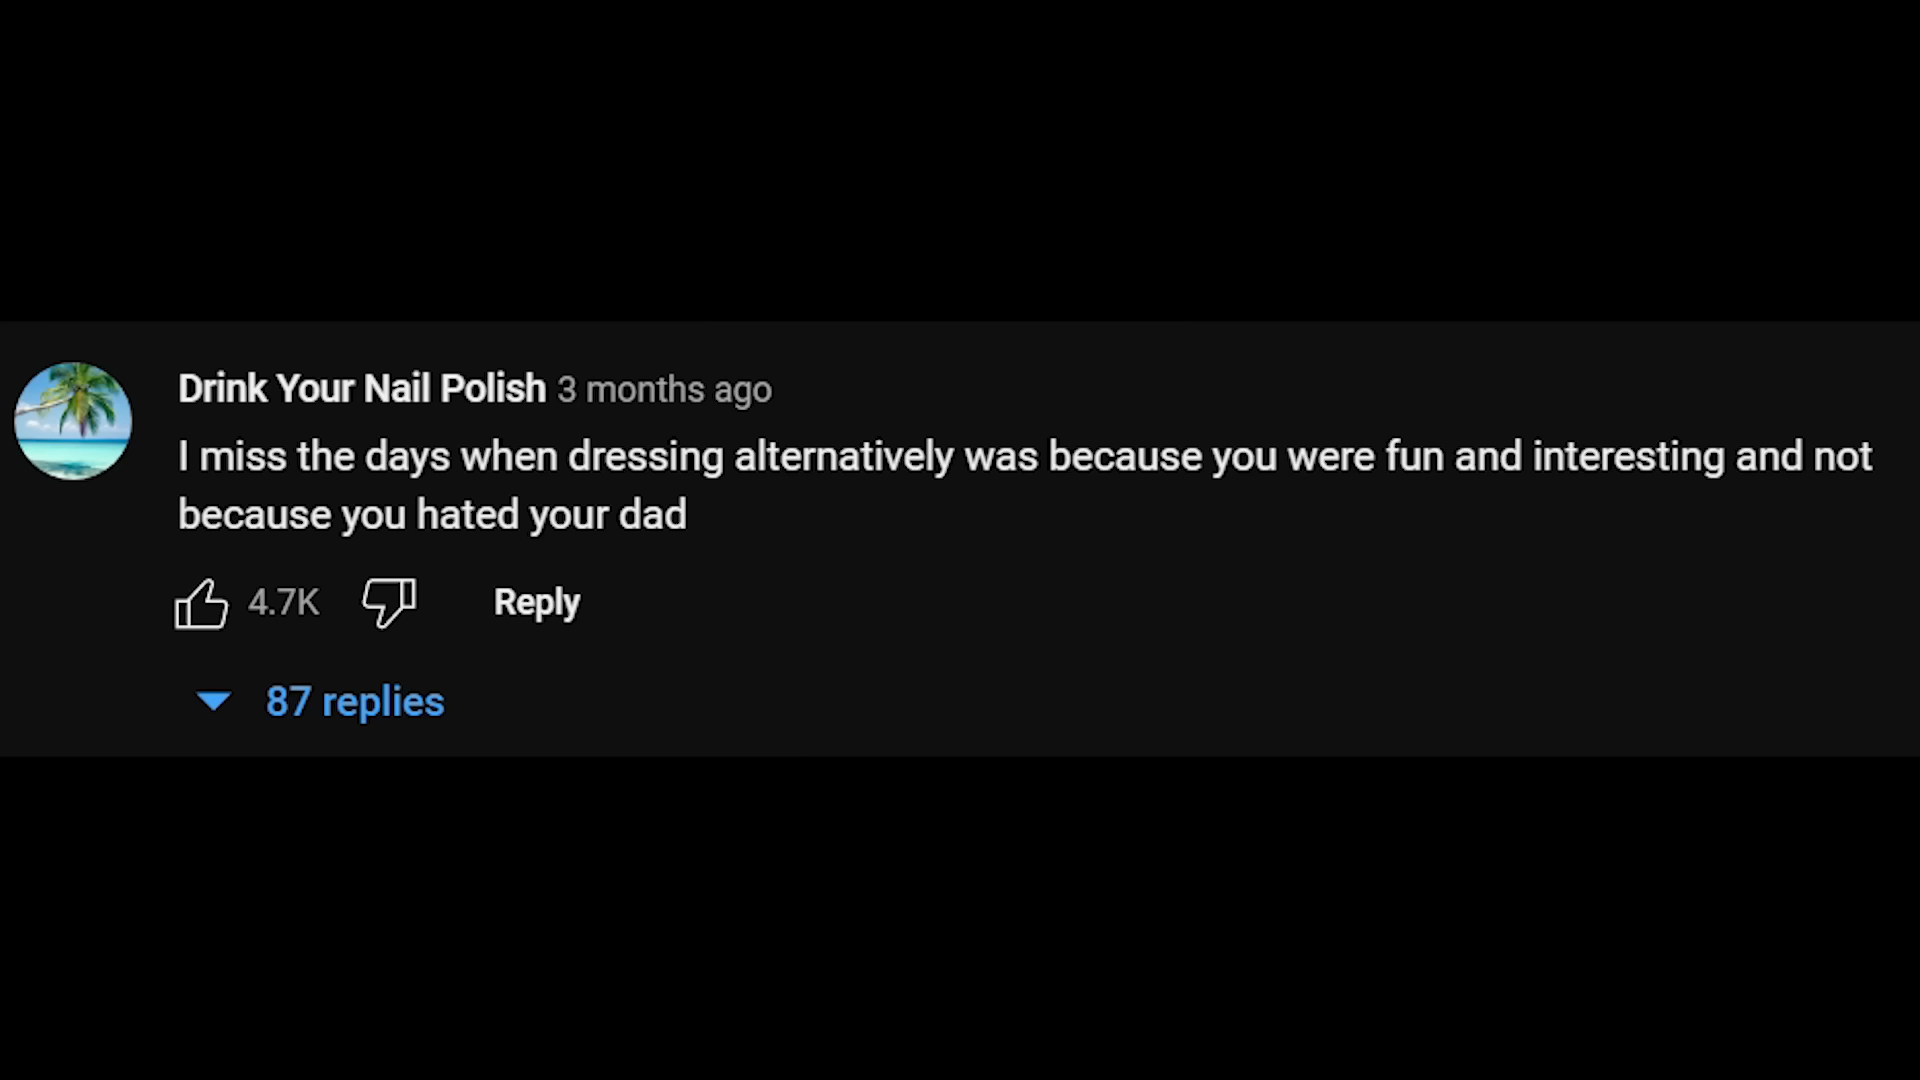 Drink Your Nail Polish 3 months ago
I miss the days when dressing alternatively was because you were fun and interesting and not
because you hated your dad
4.7K Reply
87 replies